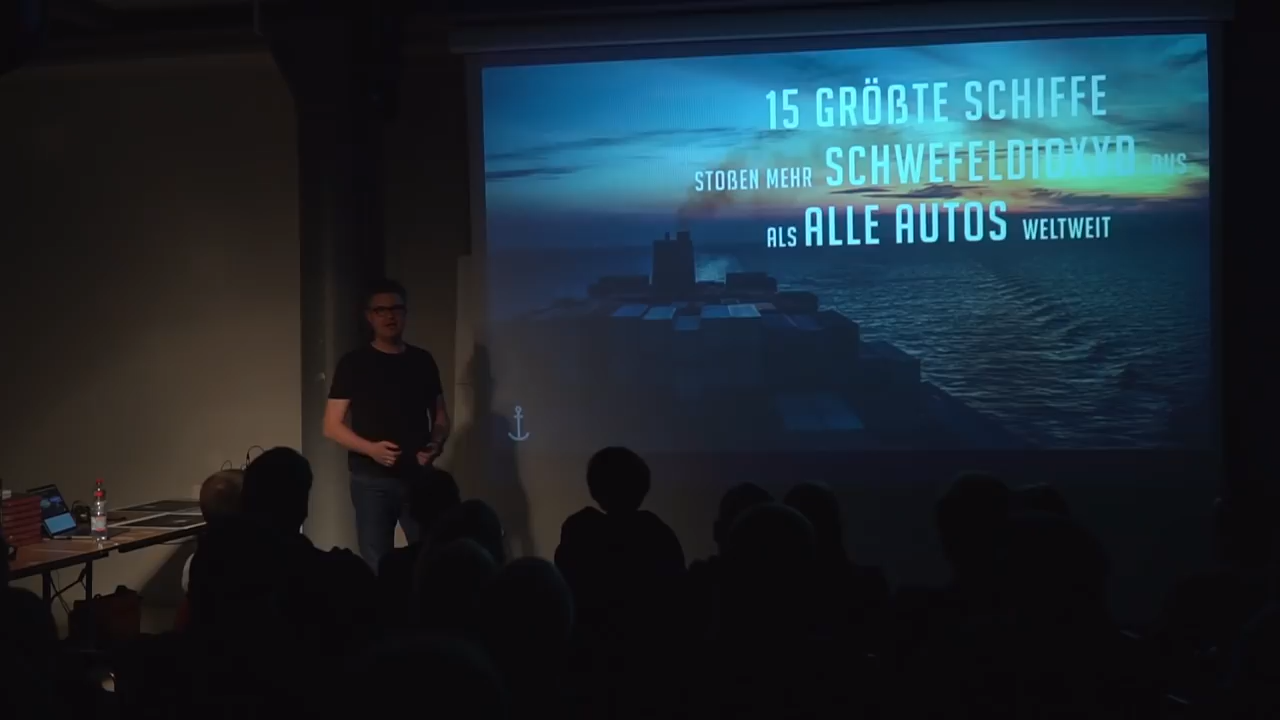 15 GRÖßTE SCHIFFE
STOßEN MEHR SCHWEFELDIOXYD AUS
ALS ALLE AUTOS WELTWEIT